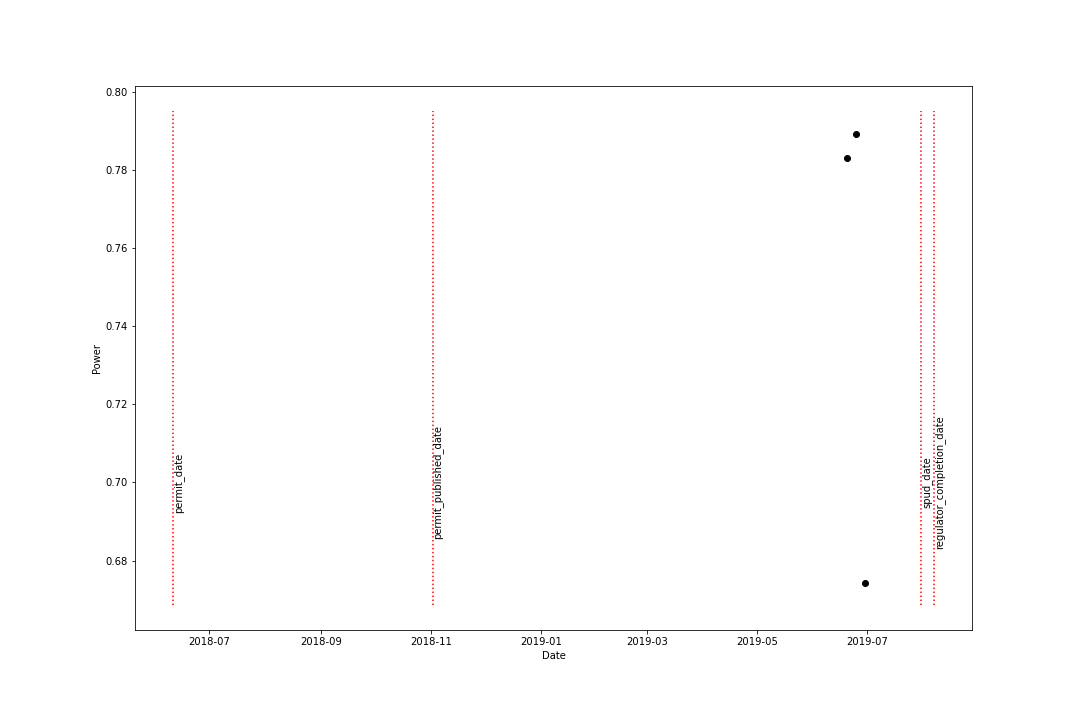 0.80
0.78
0.76
0.74
0.72
0.70
0.68
Power
permit_date
permit_published_date
spud_date
regulator_completion_date
2018-07
2018-09
2018-11
2019-01
2019-03
2019-05
2019-07
Date